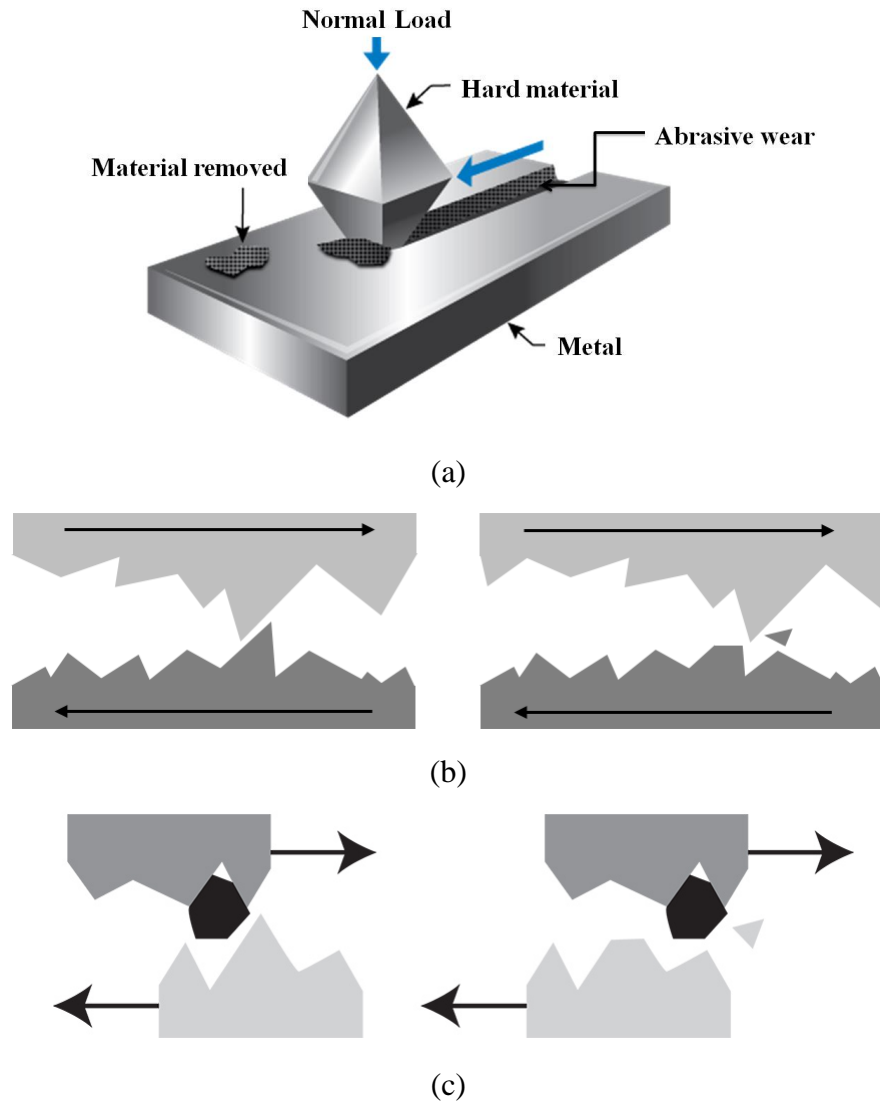 Normal Load
Hard material
Abrasive wear
Material removed
Metal
(a)
(b)
(c)